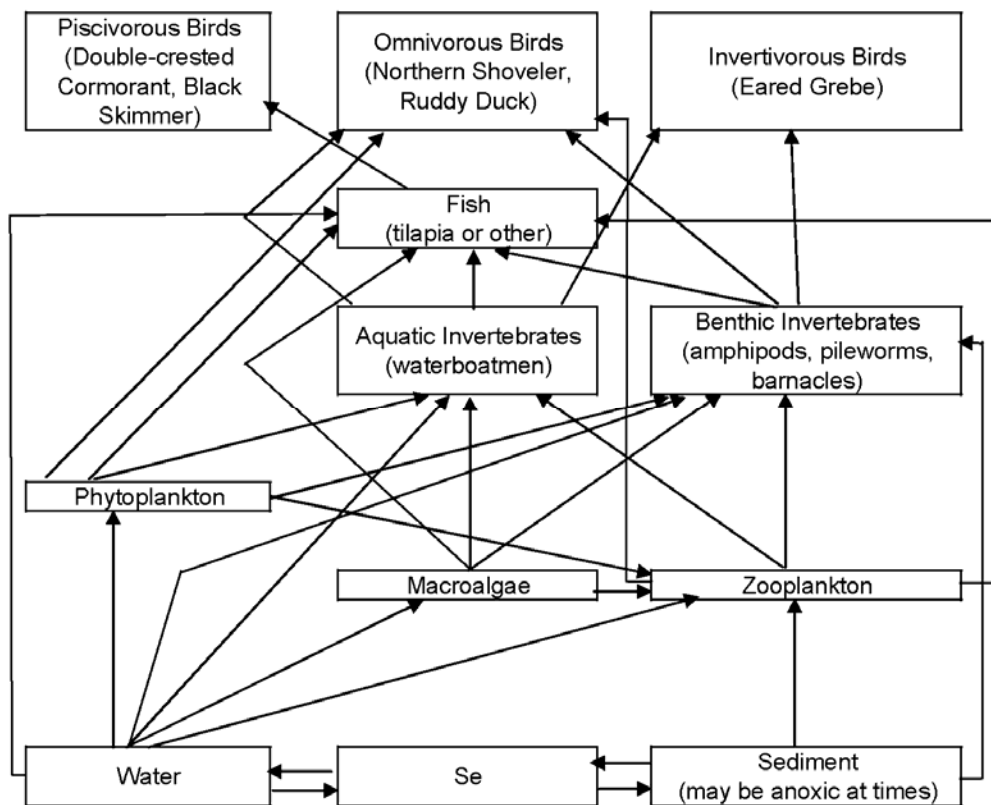 Piscivorous Birds
(Double-crested
Cormorant, Black
Skimmer)
Omnivorous Birds
(Northern Shoveler,
Ruddy Duck)
Invertivorous Birds
(Eared Grebe)
Fish
(tilapia or other)
Aquatic Invertebrates
(waterboatmen)
Benthic Invertebrates
(amphipods, pileworms,
barnacles)
Phytoplankton
Macroalgae
Zooplankton
Water
Se
Sediment
(may be anoxic at times)